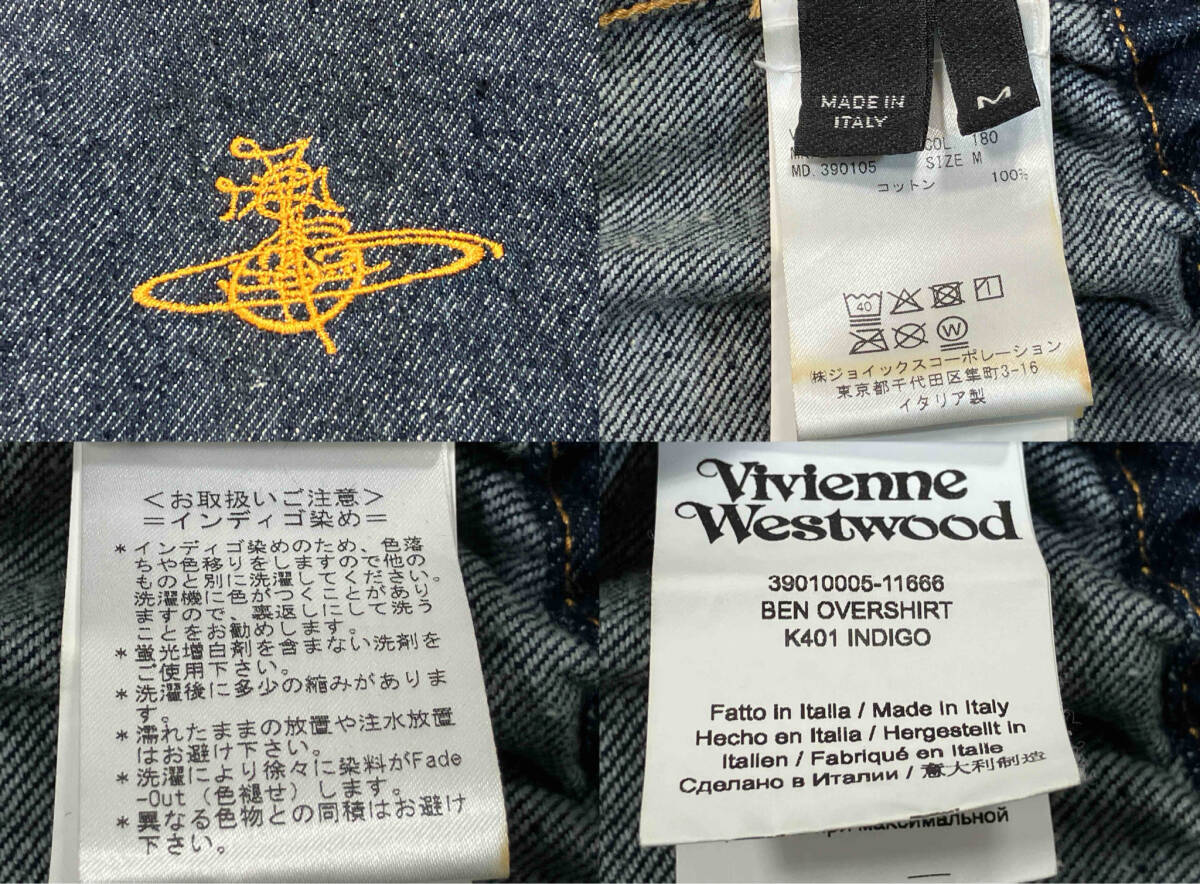 MADE IN
ITALY
M
COL 180
MD. 390105 SIZE M
コットン 100%
40
W
㈱ジョイックスコーポレーション
東京都千代田区隼町3-16
イタリア製
＜お取扱いご注意＞
＝インディゴ染め＝
*インディゴ染めのため、色落
ちや色移りをしますので他の
ものと別に洗濯してください。
洗濯機に色がつくことがあり
ますので、裏返しにして洗う
ことをお勧めします。
*蛍光増白剤を含まない洗剤を
ご使用下さい。
*洗濯後に多少の縮みがありま
す。
*濡れたままの放置や注水放置
はお避け下さい。
*洗濯により徐々に染料がFade
-Out（色褪せ）します。
*異なる色物との同積はお避け
下さい。
Vivienne
Westwood
39010005-11666
BEN OVERSHIRT
K401 INDIGO
Fatto in Italia / Made in Italy
Hecho en Italia / Hergestellt in
Italien / Fabriqué en Italie
Сделано в Италии / 意大利制造
максимальной